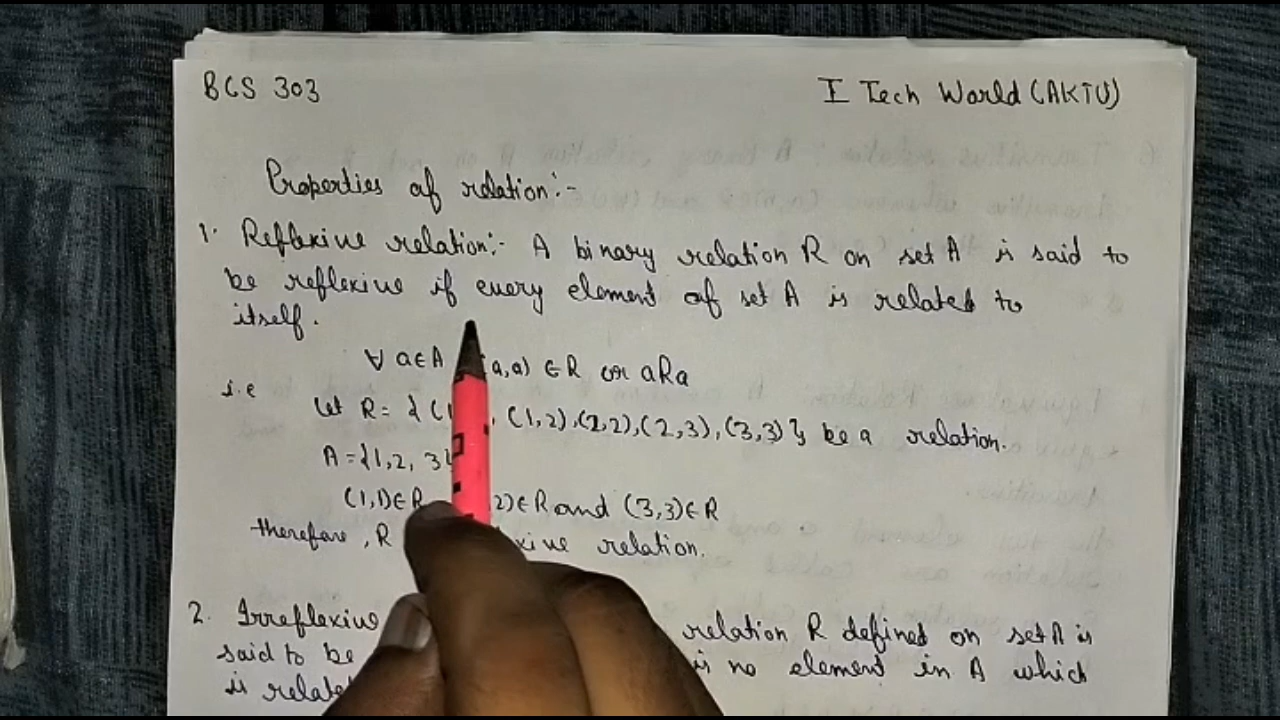 BCS 303
I Tech World (AKTU)
Properties of relation:-
1. Reflexive relation:- A binary relation R on set A is said to
be reflexive if every element of set A is related to
itself.
∀ a∈A a,a) ∈R or aRa
i.e
let R = { (1 , (1,2),(2,2),(2,3),(3,3)} be a relation.
A={1,2, 3
(1,1)∈R 2)∈R and (3,3)∈R
therefore, R xive relation.
2. Irreflexive relation R defined on set A is
said to be is no element in A which
is relate